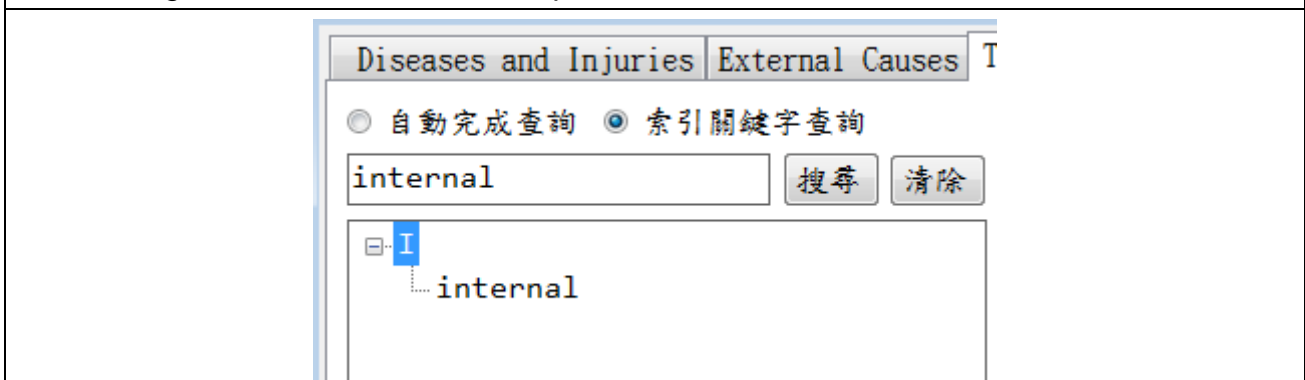 Diseases and Injuries External Causes T
自動完成查詢 索引關鍵字查詢
internal 搜尋 清除
I
internal